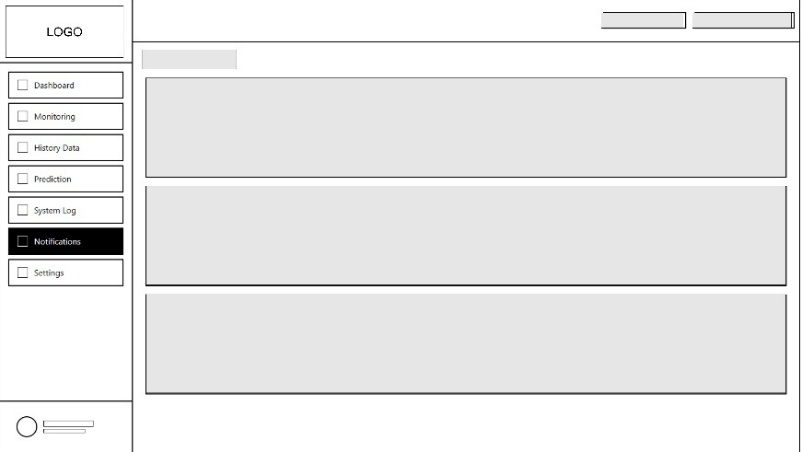 LOGO
Dashboard
Monitoring
History Data
Prediction
System Log
Notifications
Settings